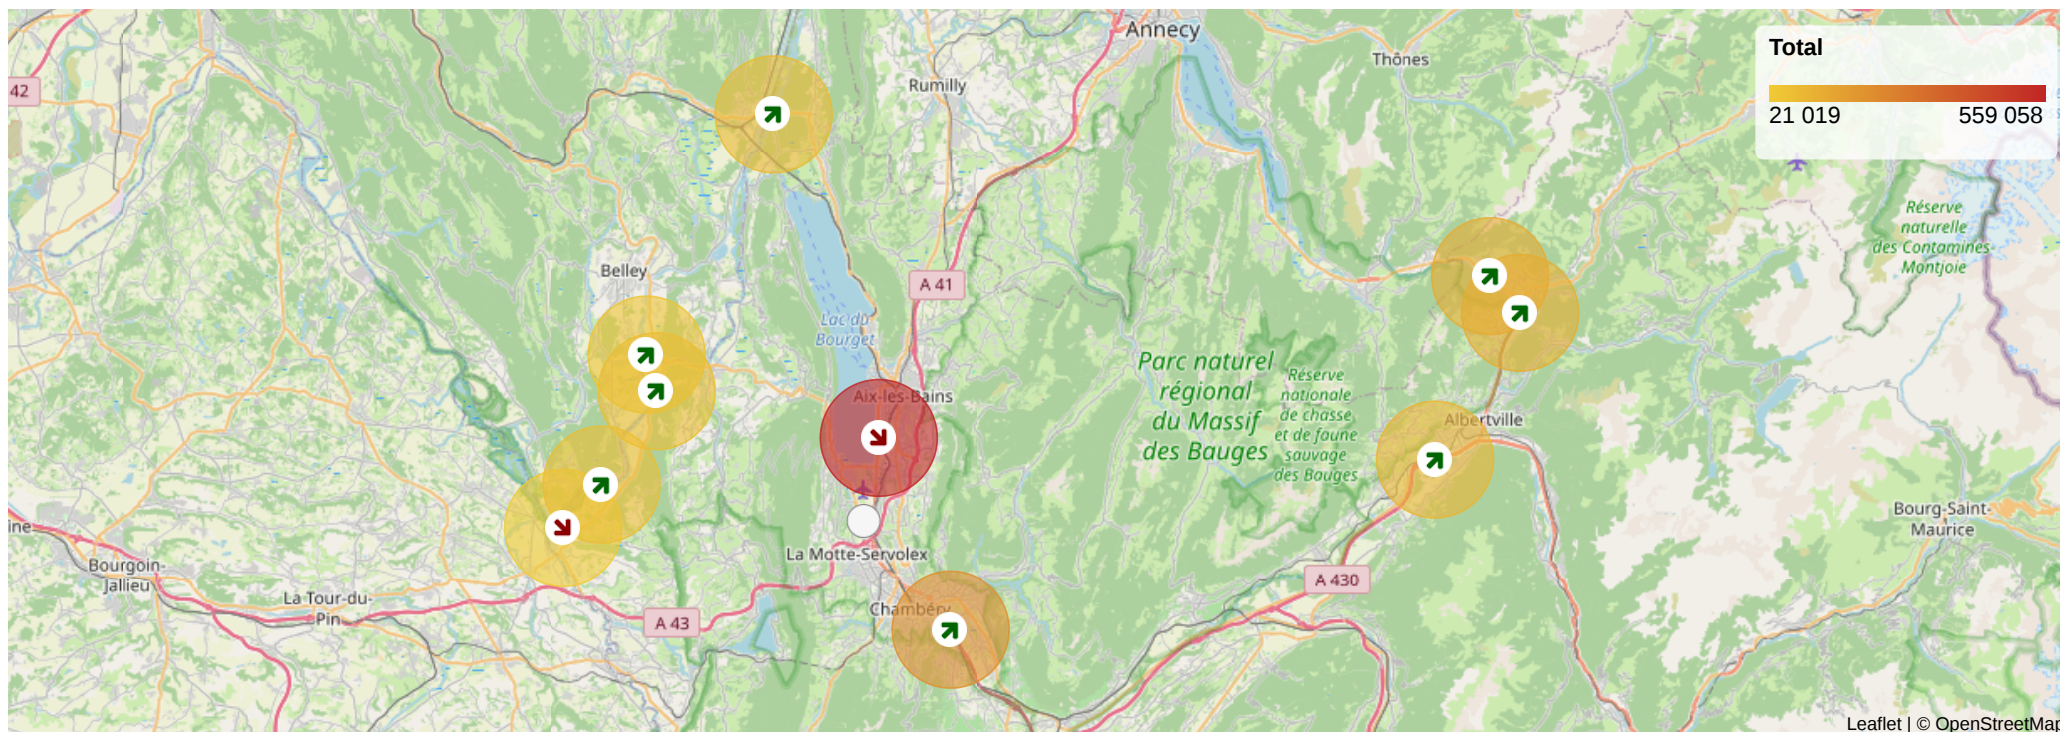 Annecy
Thônes
Rumilly
42
Total
21 019 559 058
Réserve
naturelle
des Contamines-
Montjoie
Belley
A 41
Lac du
Bourget
Parc naturel
régional
du Massif
des Bauges
Réserve
nationale
de chasse
et de faune
sauvage
des Bauges
Aix-les-Bains
Albertville
Bourg-Saint-
Maurice
ine
La Motte-Servolex
Bourgoin-
Jallieu
A 430
La Tour-du-
Pin
Chambéry
A 43
Leaflet | © OpenStreetMap